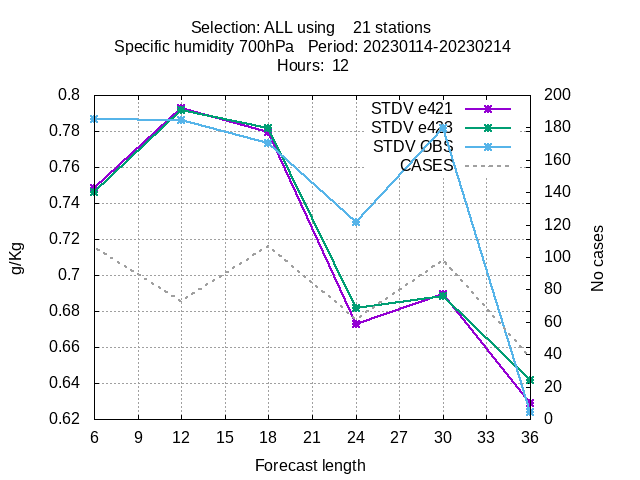 Selection: ALL using    21 stations
Specific humidity 700hPa   Period: 20230114-20230214
Hours:  12
STDV e421
STDV e423
STDV OBS
CASES
0.8
0.78
0.76
0.74
0.72
0.7
0.68
0.66
0.64
0.62
g/Kg
200
180
160
140
120
100
80
60
40
20
0
No cases
6 9 12 15 18 21 24 27 30 33 36
Forecast length